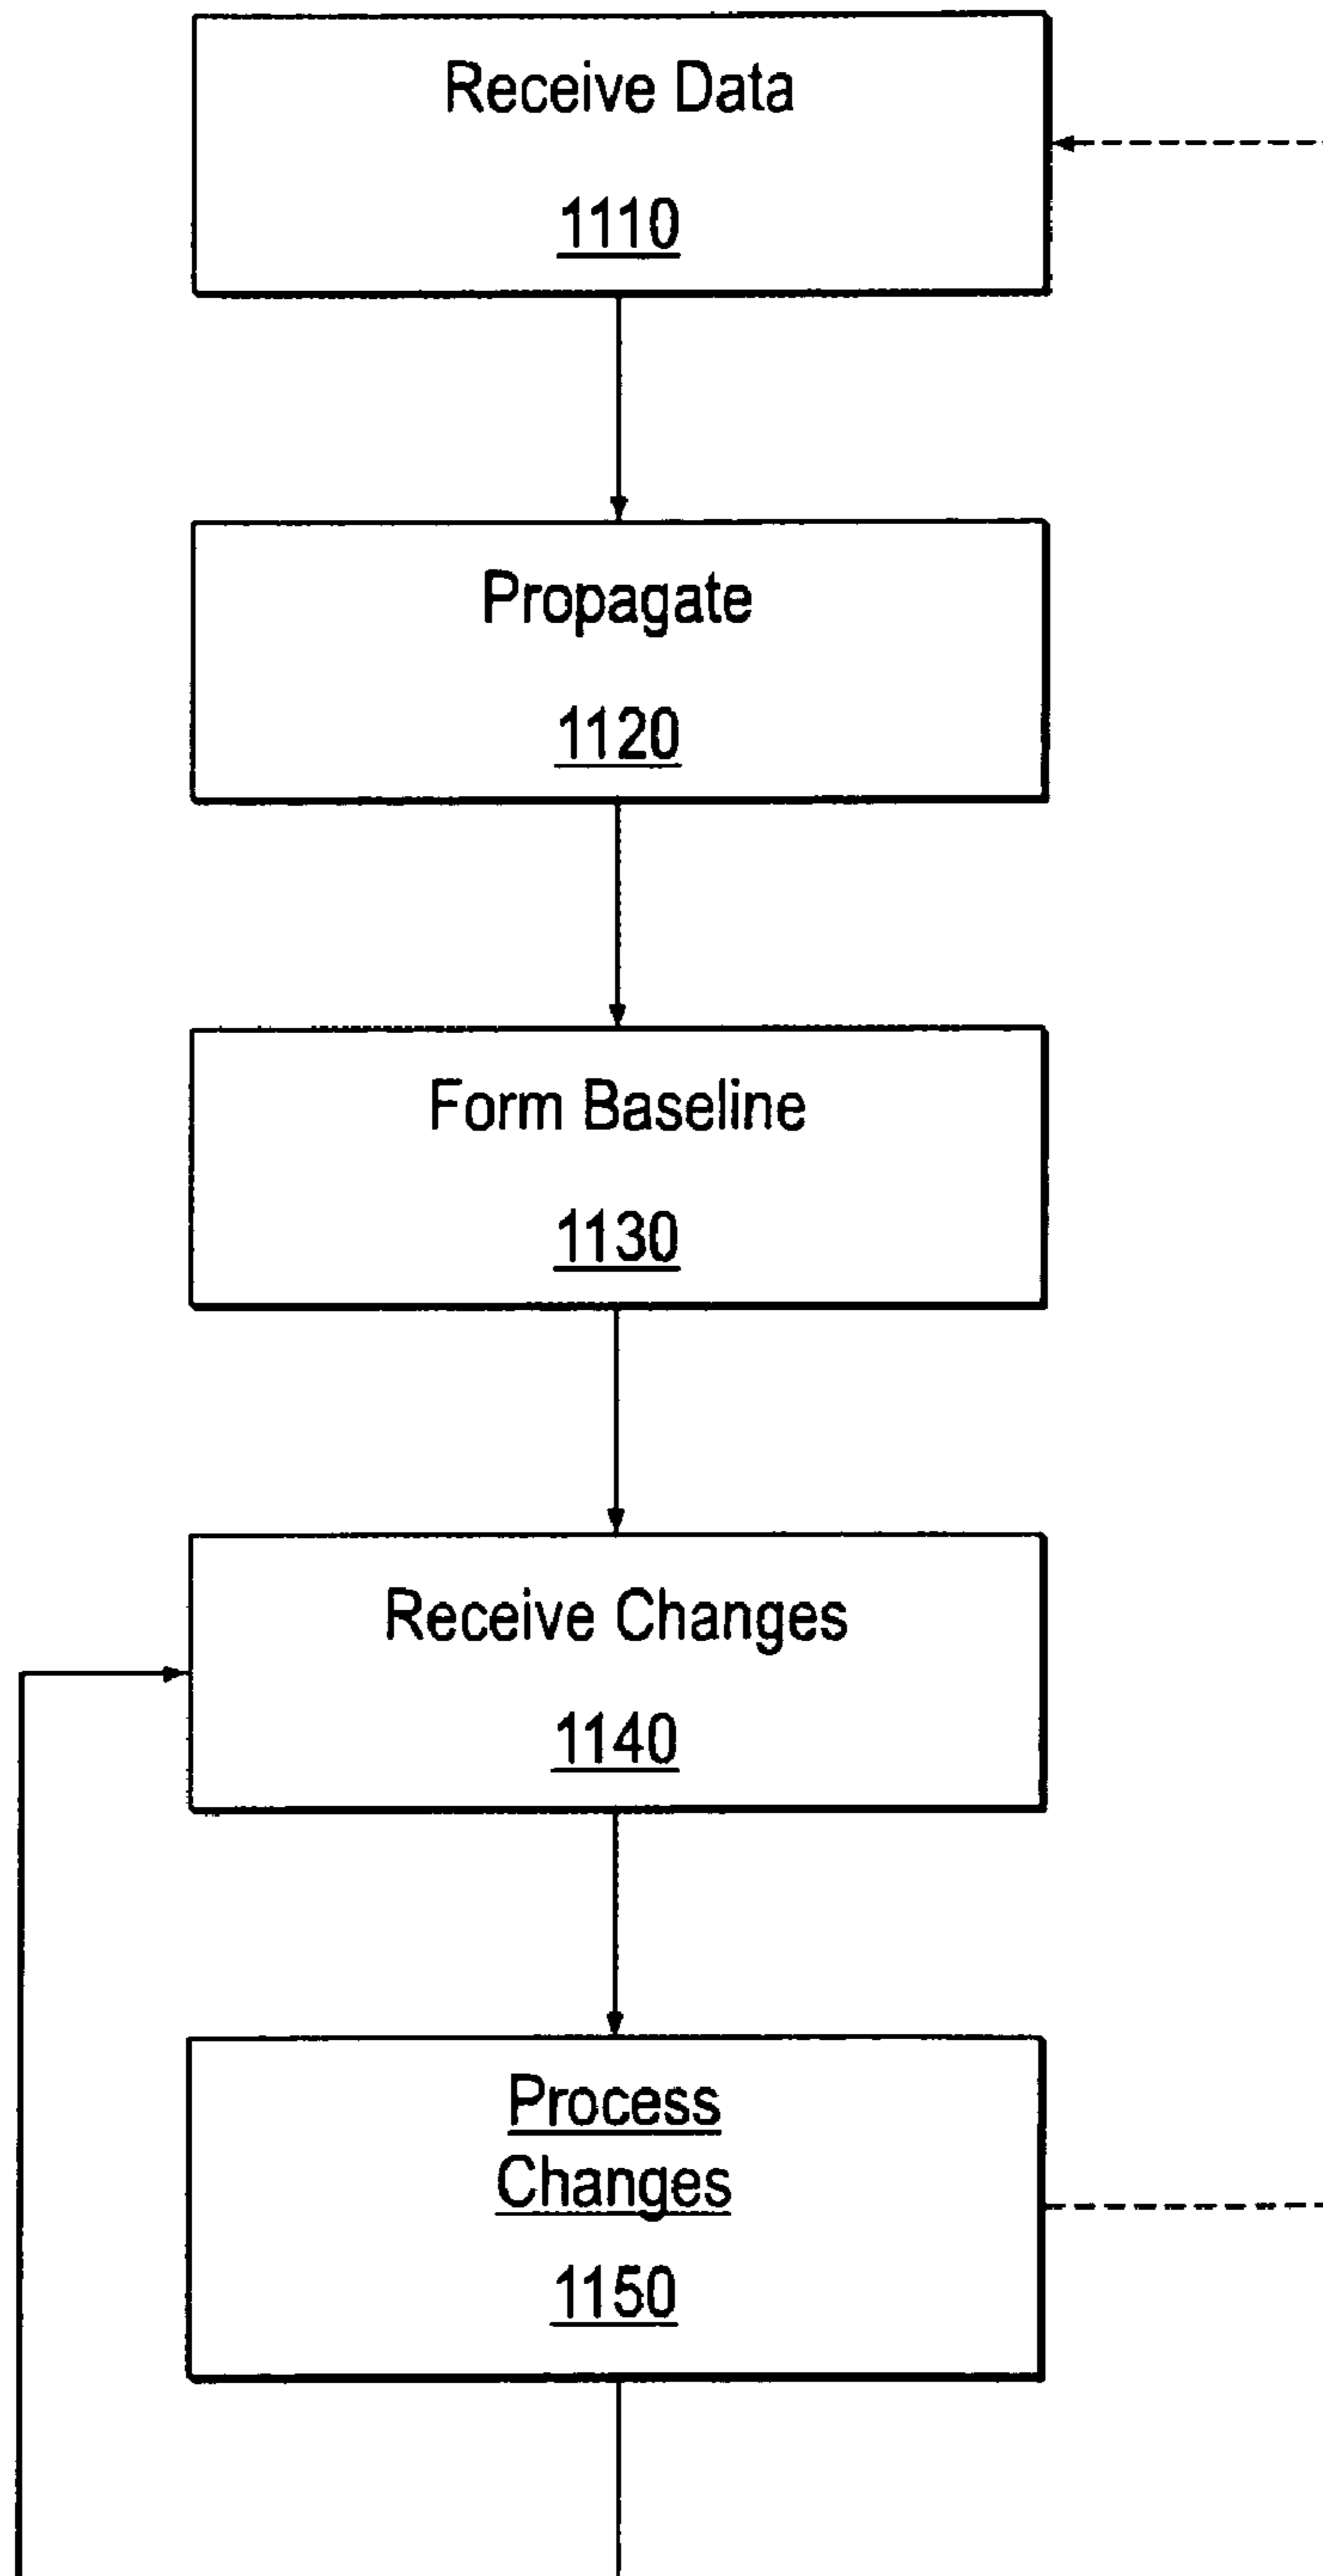 Receive Data
1110
Propagate
1120
Form Baseline
1130
Receive Changes
1140
Process
Changes
1150